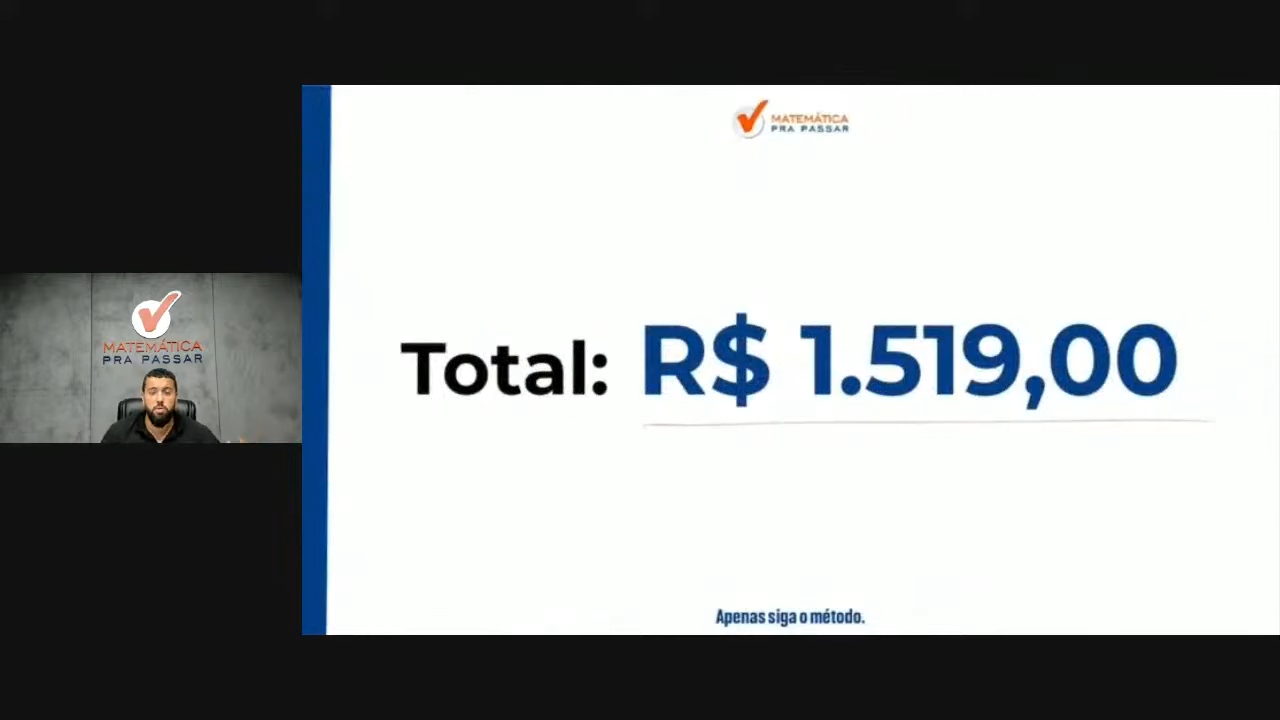 MATEMÁTICA
PRA PASSAR
MATEMÁTICA
PRA PASSAR
Total: R$ 1.519,00
Apenas siga o método.